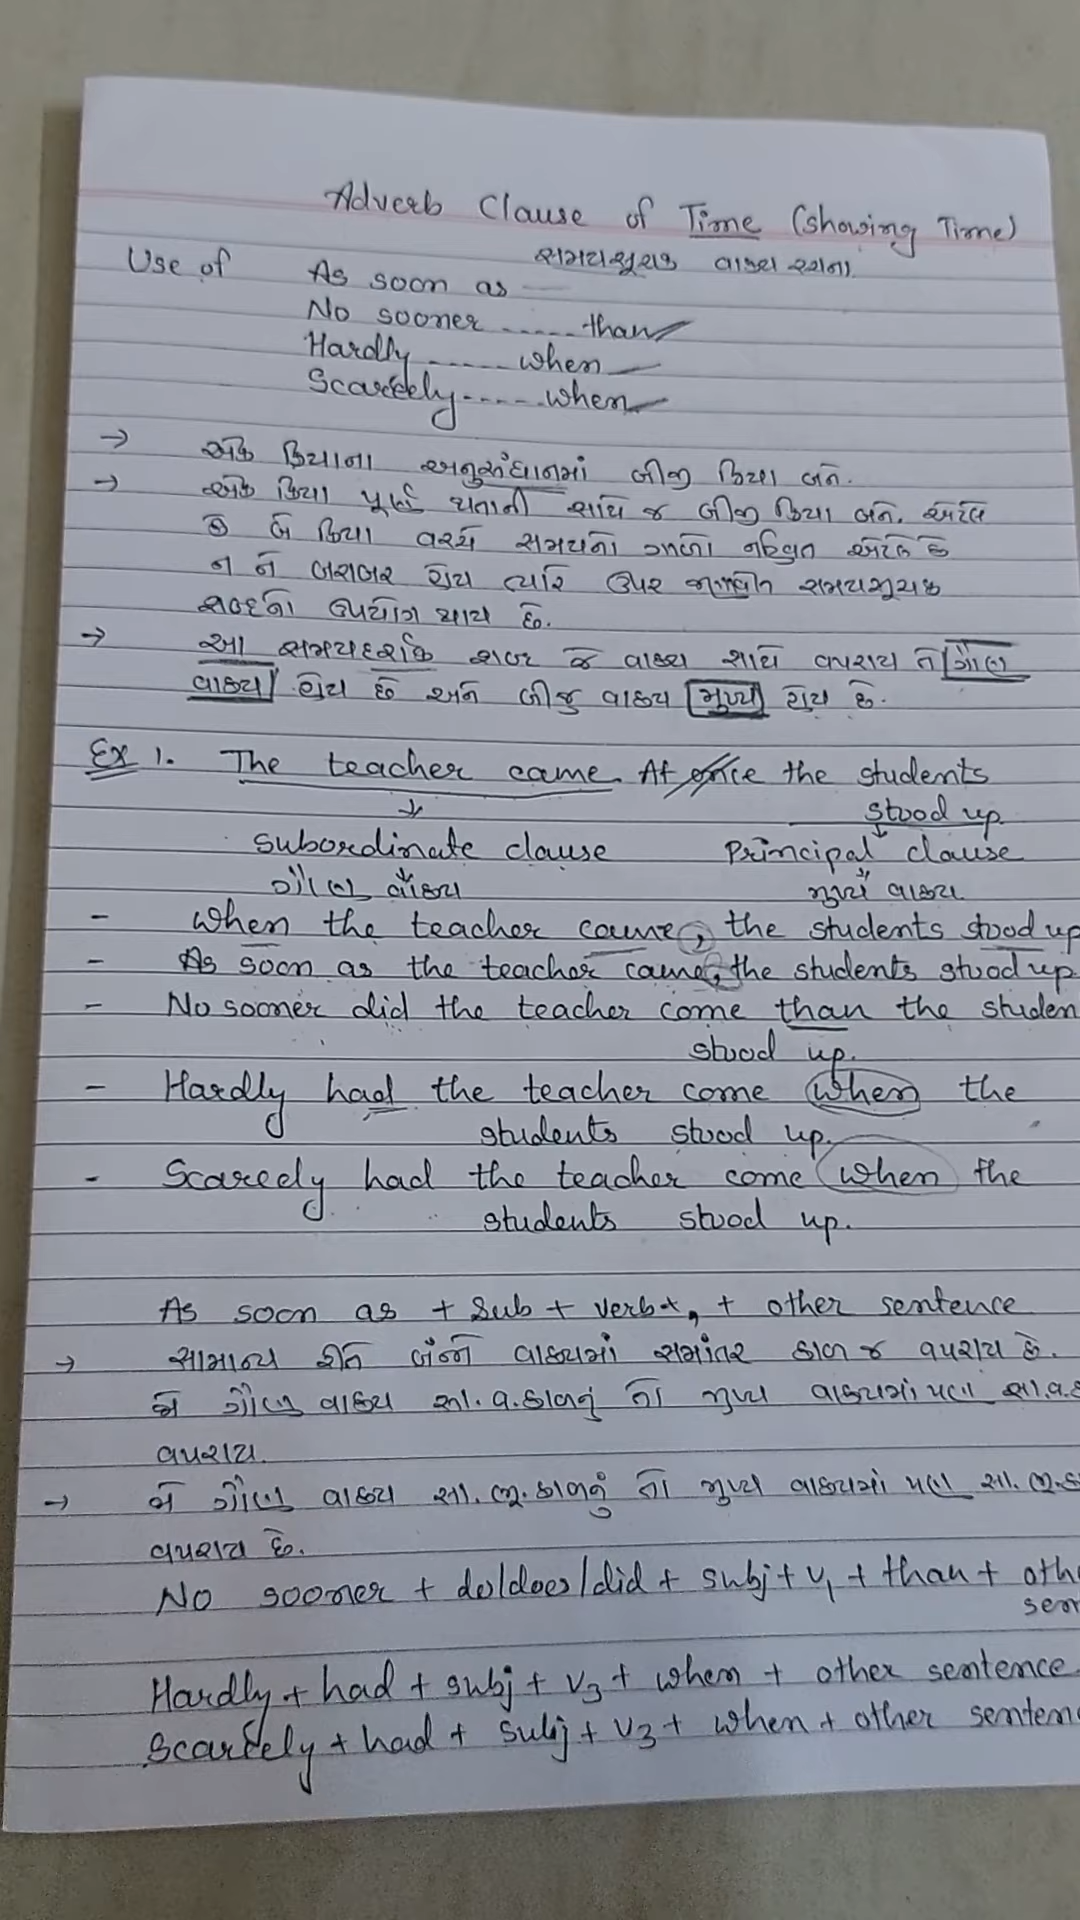 Adverb Clause of Time (showing Time)
સમયસૂચક વાક્ય રચના
Use of As soon as —
No sooner ...... than
Hardly ...... when
Scarcely ..... when
→ એક ક્રિયાના અનુસંધાનમાં બીજી ક્રિયા બને.
→ એક ક્રિયા પૂર્ણ થતાની સાથે જ બીજી ક્રિયા બને. એટલે
કે બે ક્રિયા વચ્ચે સમયનો ગાળો નહિવત એટલે કે
ન ને બરાબર હોય ત્યારે ઉપર મુજબના સમયસૂચક
શબ્દનો ઉપયોગ થાય છે.
→ આ સમયદર્શક શબ્દ જે વાક્ય સાથે વપરાય તે ગૌણ
વાક્ય હોય છે અને બીજુ વાક્ય મુખ્ય હોય છે.
Ex 1. The teacher came. At once the students
stood up
↓
subordinate clause Principal clause
ગૌણ વાક્ય મુખ્ય વાક્ય
- when the teacher came, the students stood up
- As soon as the teacher came, the students stood up.
- No sooner did the teacher come than the studen
stood up.
- Hardly had the teacher come when the
students stood up.
- Scarcely had the teacher come when the
students stood up.
As soon as + Sub + verb +, + other sentence
→ સામાન્ય રીતે બંને વાક્યમાં સમાંતર કાળ જ વપરાય છે.
જો ગૌણ વાક્ય સા. વ. કાળનું તો મુખ્ય વાક્યમાં પણ સા.વ.ક
વપરાય.
→ જો ગૌણ વાક્ય સા. ભૂ. કાળનું તો મુખ્ય વાક્યમાં પણ સા. ભૂ.ક
વપરાય છે.
No sooner + do/does/did + subj + v1 + than + oth
sen
Hardly + had + subj + v3 + when + other sentence
Scarcely + had + subj + v3 + when + other senten